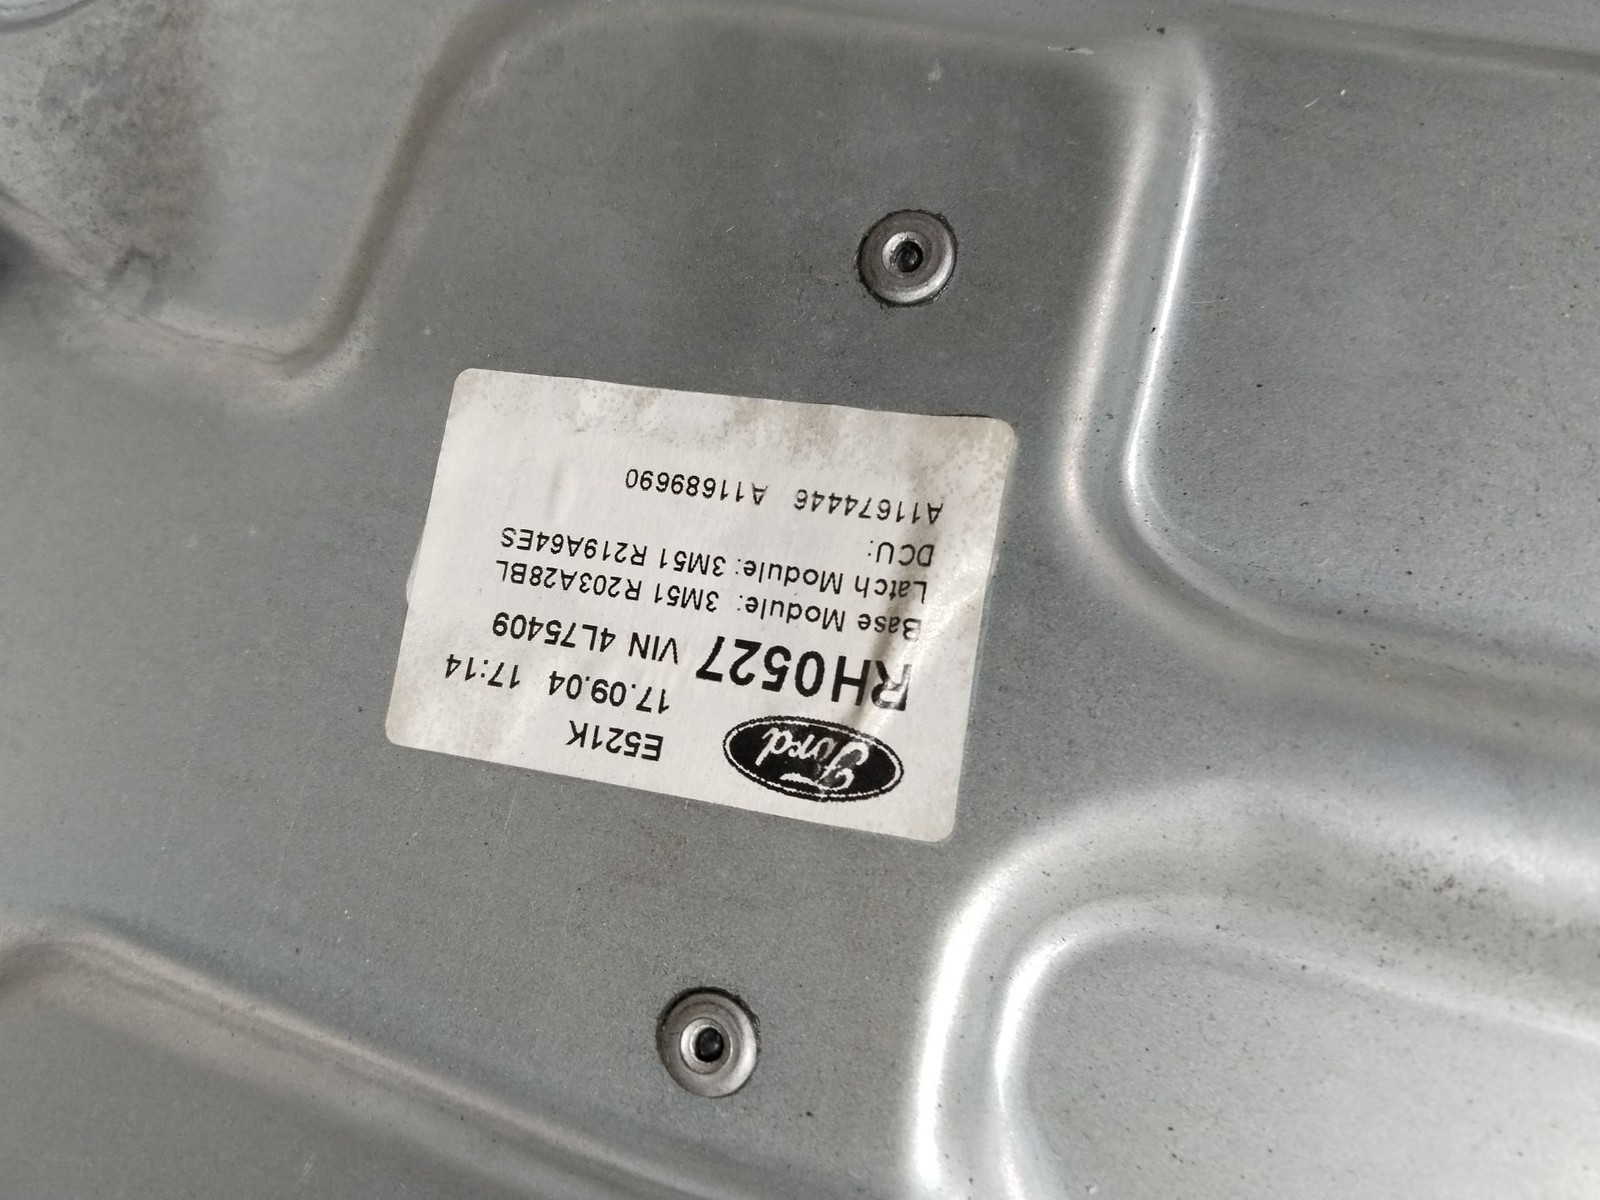 Ford E521K
17.09.04 17:14
RH0527 VIN 4L75409
Base Module: 3M51 R203A28BL
Latch Module: 3M51 R219A64ES
DCU:
A11674446 A11689690